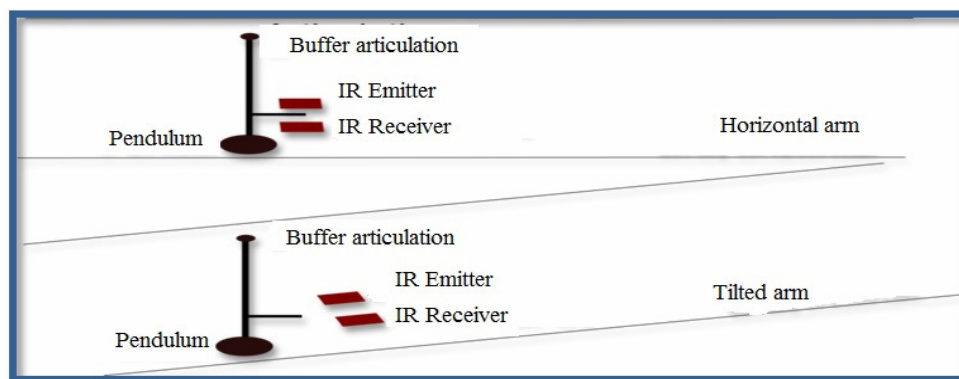 Buffer articulation
IR Emitter
IR Receiver
Pendulum
Horizontal arm
Buffer articulation
IR Emitter
Tilted arm
IR Receiver
Pendulum